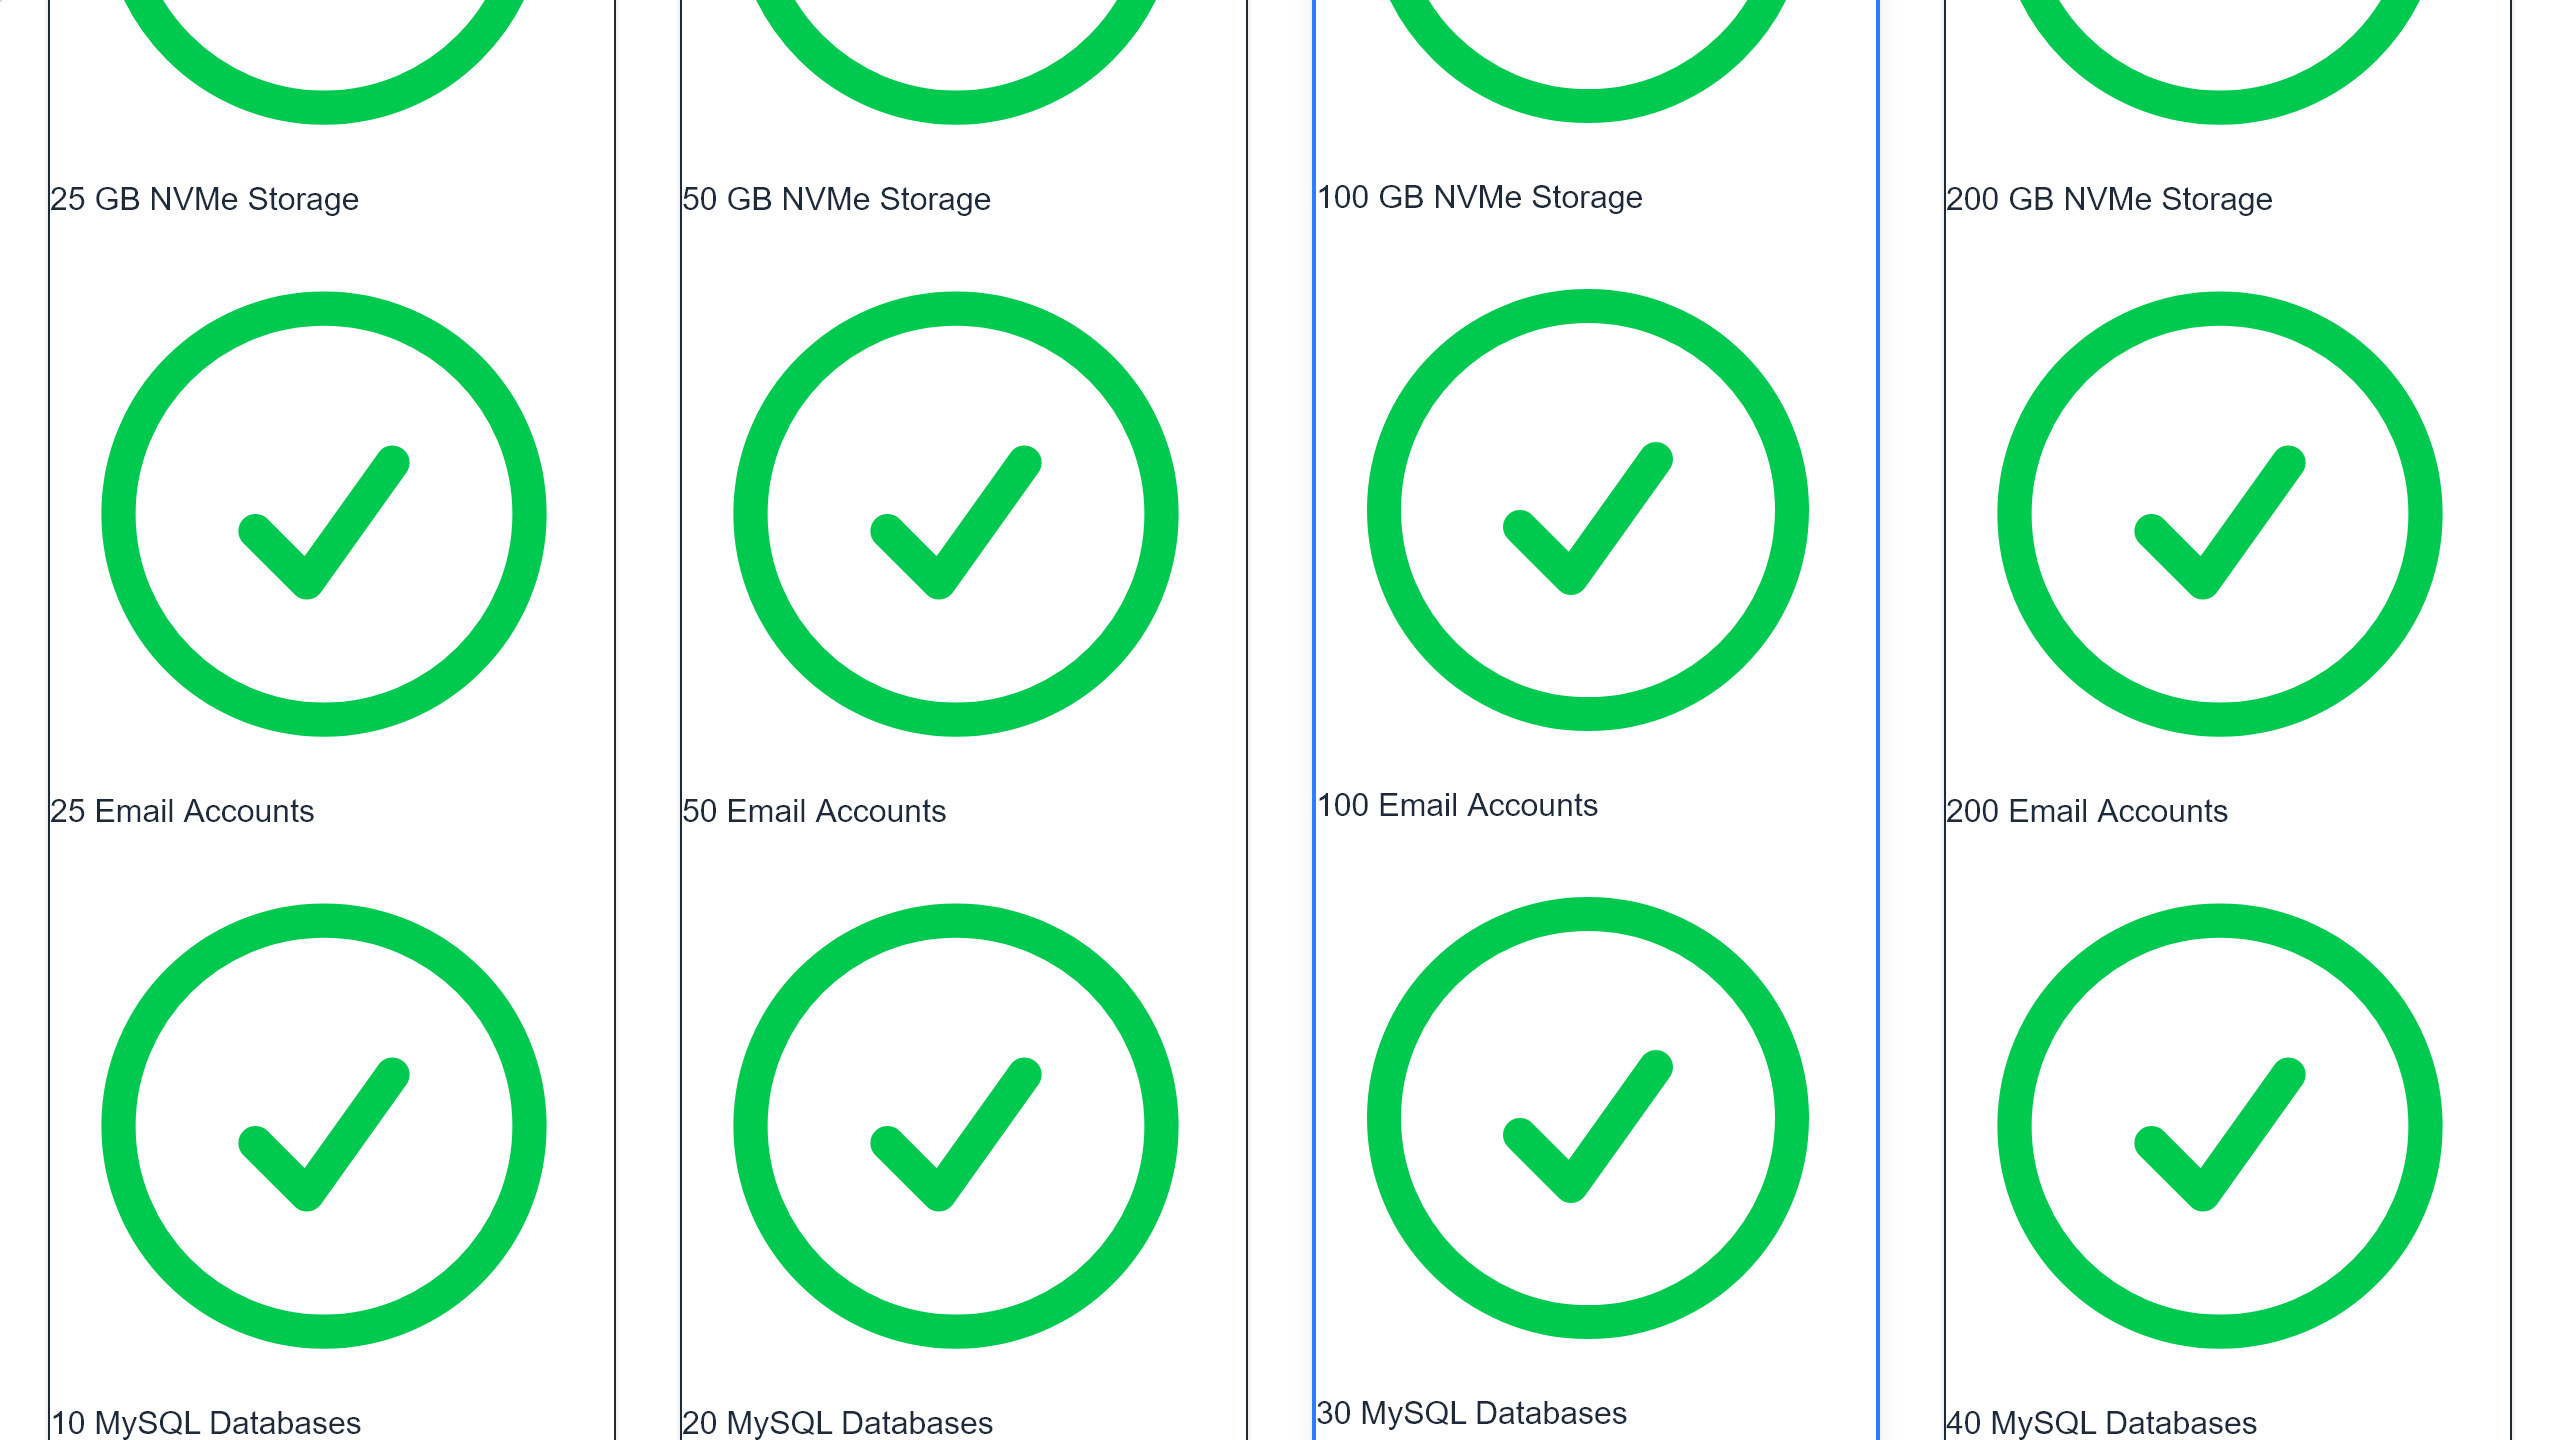 25 GB NVMe Storage
50 GB NVMe Storage
100 GB NVMe Storage
200 GB NVMe Storage
25 Email Accounts
50 Email Accounts
100 Email Accounts
200 Email Accounts
10 MySQL Databases
20 MySQL Databases
30 MySQL Databases
40 MySQL Databases